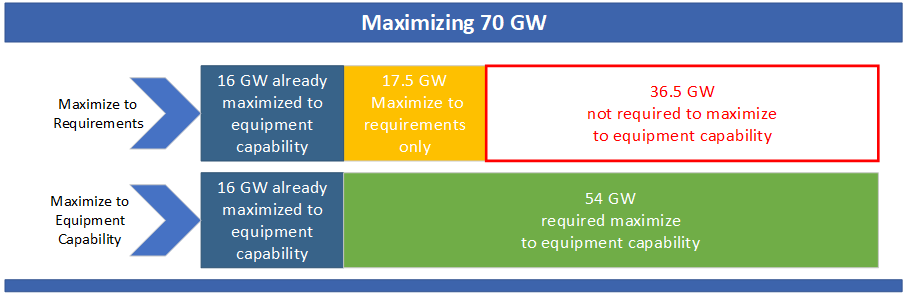 Maximizing 70 GW
Maximize to
Requirements
16 GW already
maximized to
equipment
capability
17.5 GW
Maximize to
requirements
only
36.5 GW
not required to maximize
to equipment capability
Maximize to
Equipment
Capability
16 GW already
maximized to
equipment
capability
54 GW
required maximize
to equipment capability